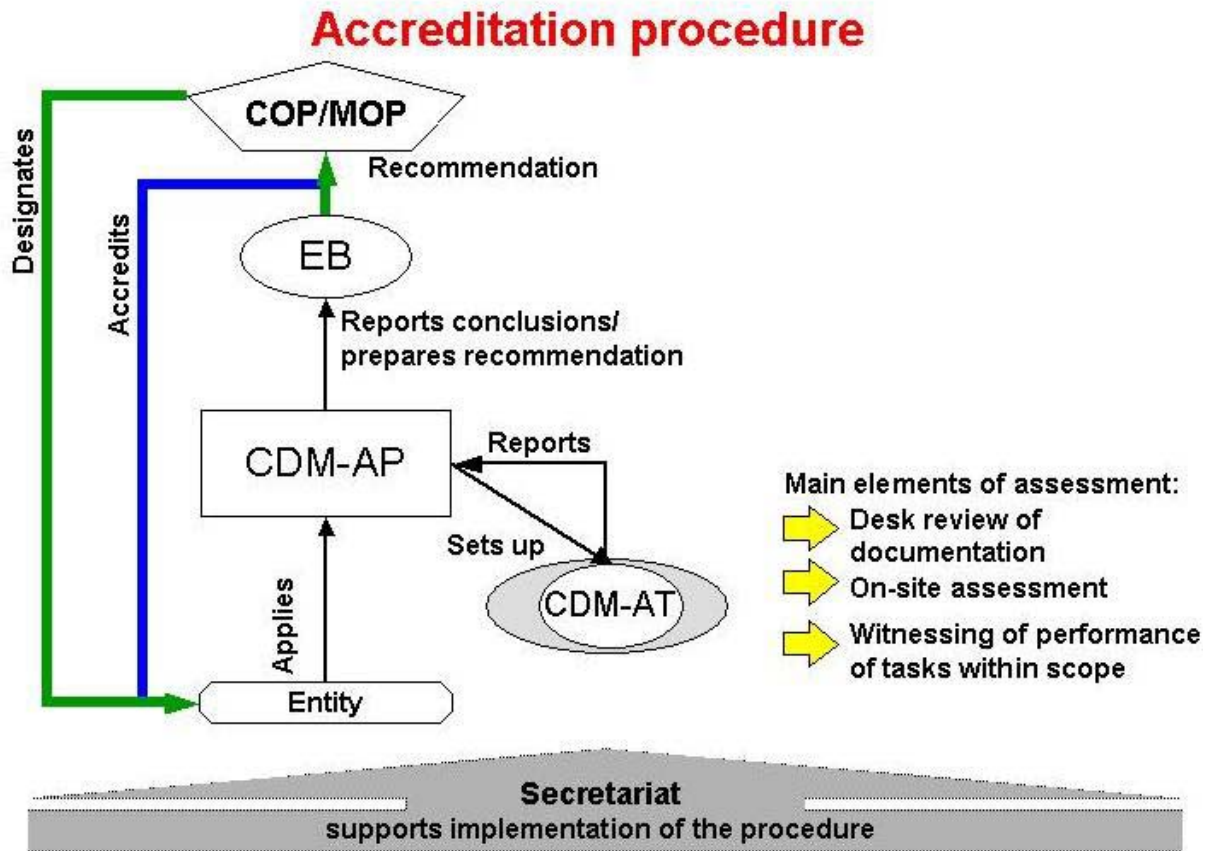 Accreditation procedure
COP/MOP
Recommendation
Designates
Accredits
EB
Reports conclusions/
prepares recommendation
CDM-AP
Reports
Sets up
CDM-AT
Applies
Entity
Main elements of assessment:
Desk review of
documentation
On-site assessment
Witnessing of performance
of tasks within scope
Secretariat
supports implementation of the procedure